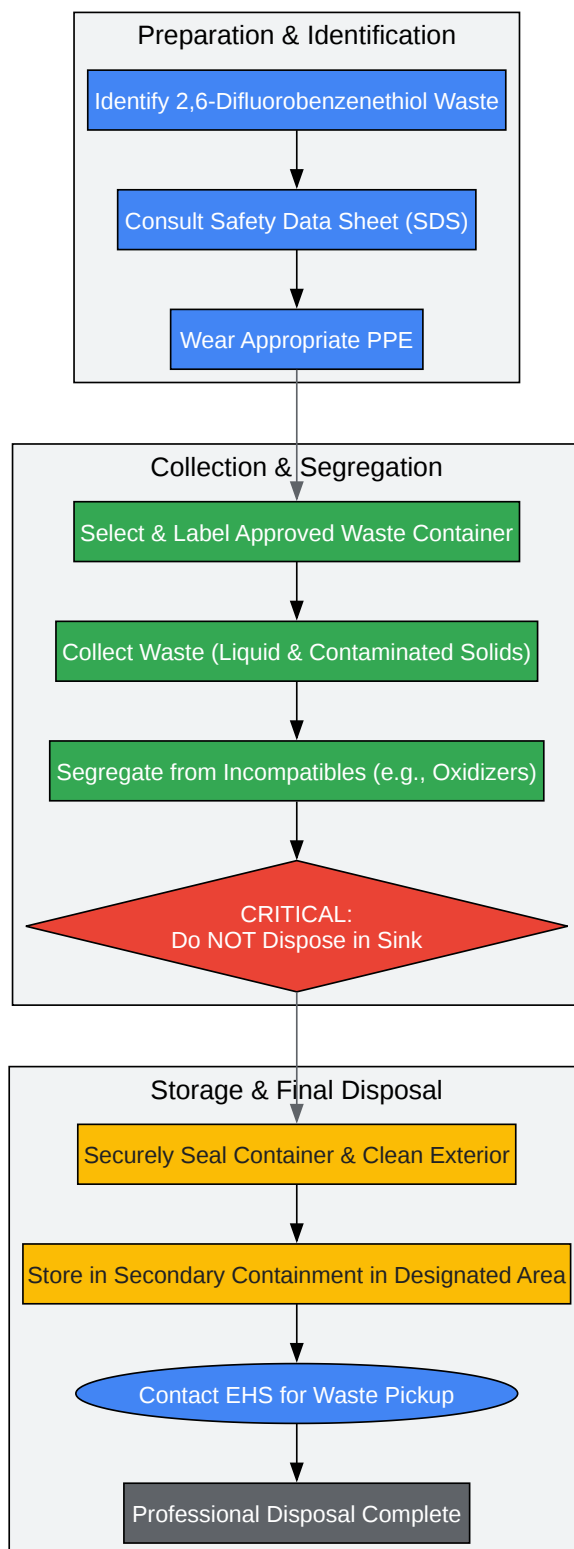 Preparation & Identification
Identify 2,6-Difluorobenzenethiol Waste
Consult Safety Data Sheet (SDS)
Wear Appropriate PPE
Collection & Segregation
Select & Label Approved Waste Container
Collect Waste (Liquid & Contaminated Solids)
Segregate from Incompatibles (e.g., Oxidizers)
CRITICAL:
Do NOT Dispose in Sink
Storage & Final Disposal
Securely Seal Container & Clean Exterior
Store in Secondary Containment in Designated Area
Contact EHS for Waste Pickup
Professional Disposal Complete